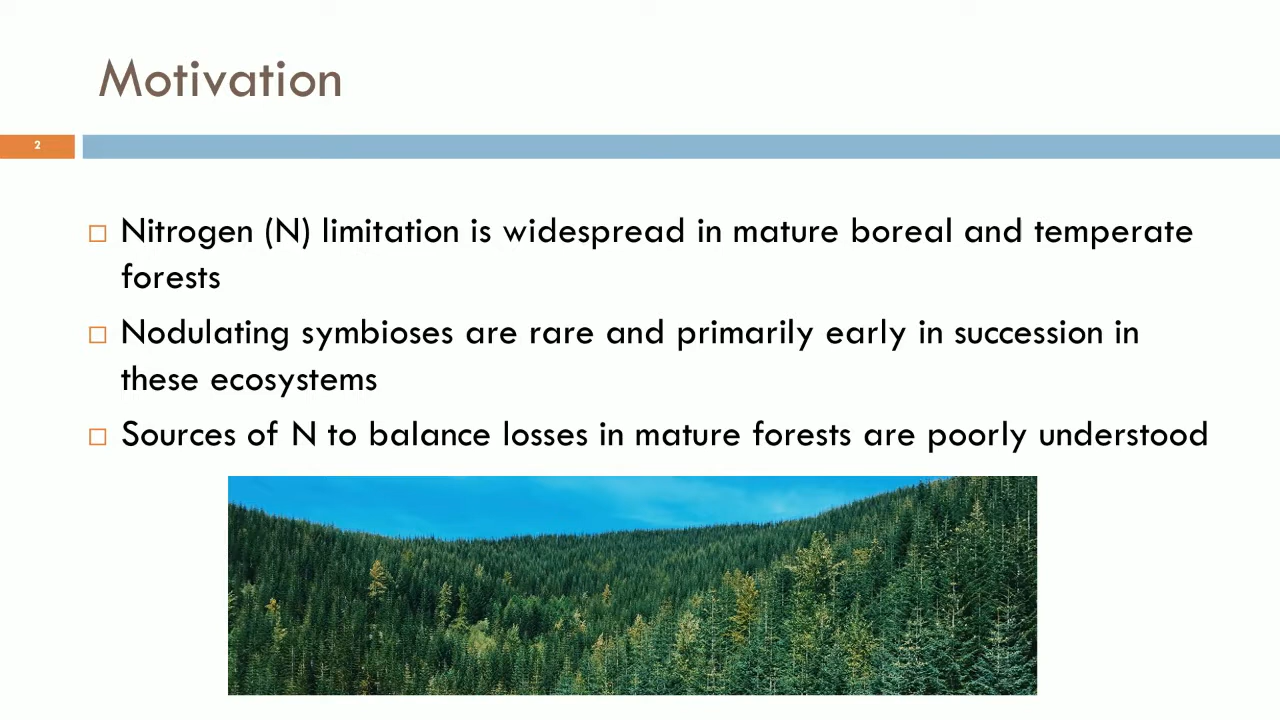 Motivation
2
Nitrogen (N) limitation is widespread in mature boreal and temperate
forests
Nodulating symbioses are rare and primarily early in succession in
these ecosystems
Sources of N to balance losses in mature forests are poorly understood